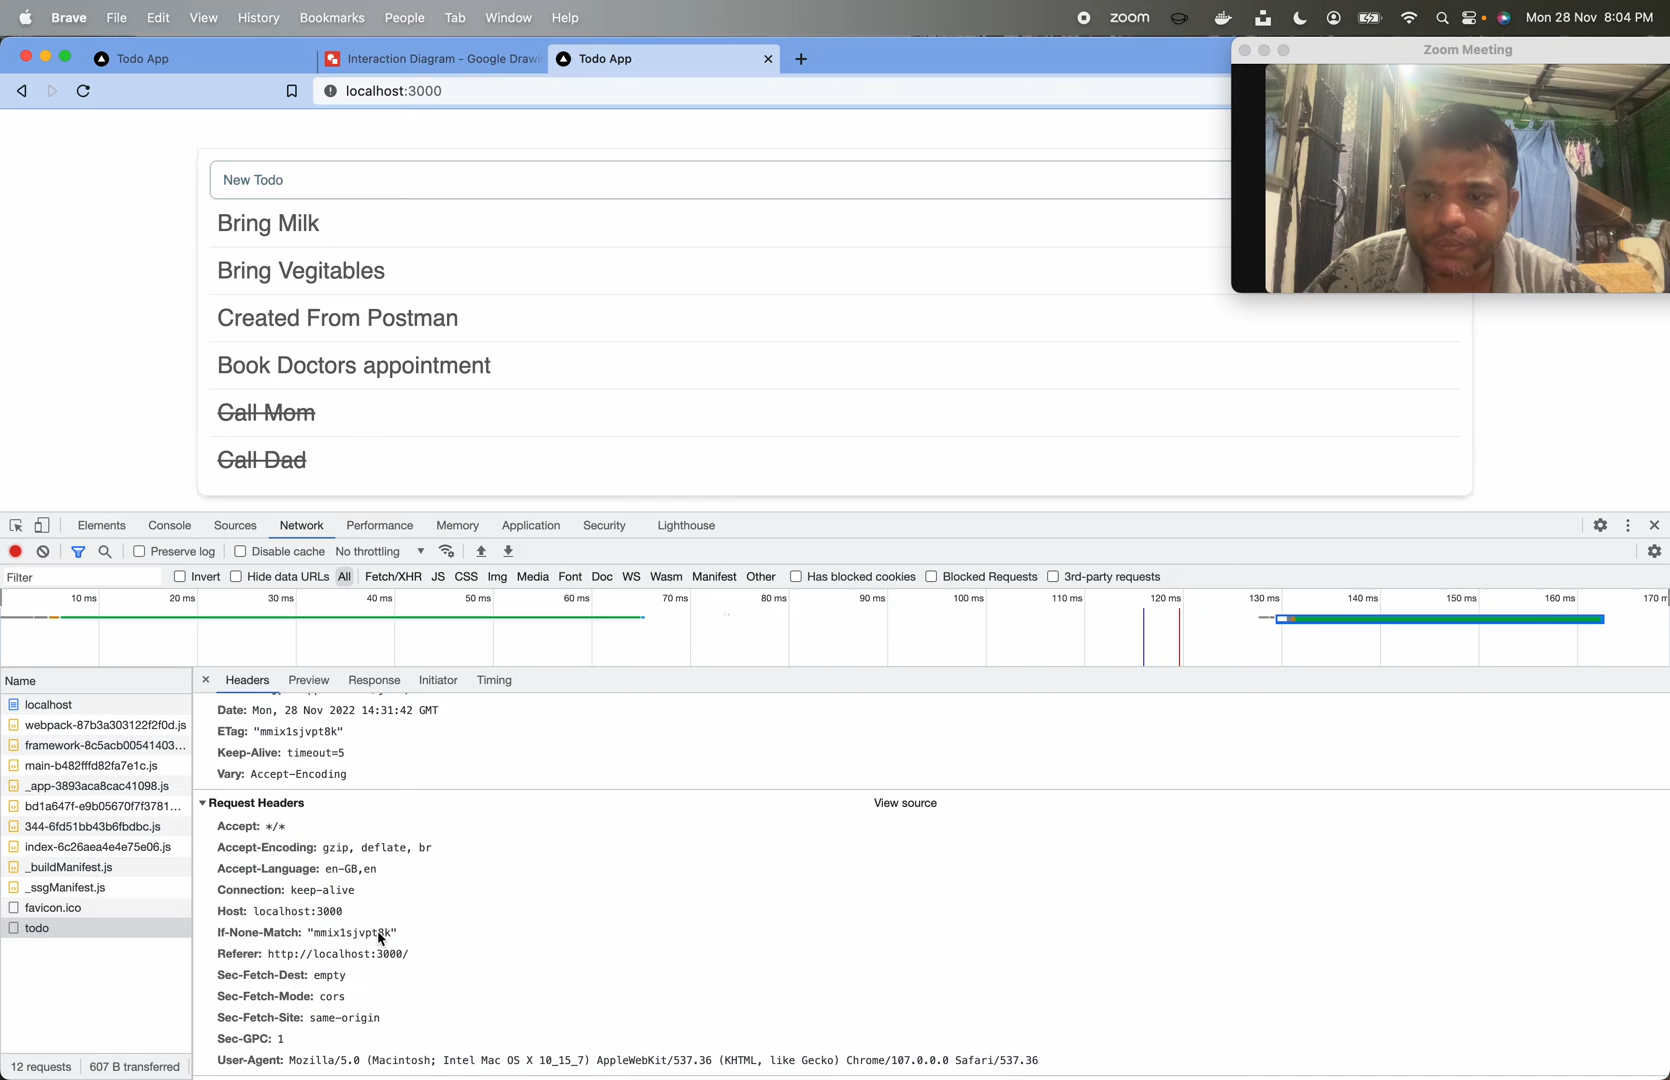 Brave File Edit View History Bookmarks People Tab Window Help zoom Mon 28 Nov 8:04 PM
Todo App Interaction Diagram - Google Drawi Todo App
Zoom Meeting
localhost:3000
New Todo
Bring Milk
Bring Vegitables
Created From Postman
Book Doctors appointment
Call Mom
Call Dad
Elements Console Sources Network Performance Memory Application Security Lighthouse
Preserve log Disable cache No throttling
Filter Invert Hide data URLs All Fetch/XHR JS CSS Img Media Font Doc WS Wasm Manifest Other Has blocked cookies Blocked Requests 3rd-party requests
10 ms 20 ms 30 ms 40 ms 50 ms 60 ms 70 ms 80 ms 90 ms 100 ms 110 ms 120 ms 130 ms 140 ms 150 ms 160 ms 170 m
Name
localhost
webpack-87b3a303122f2f0d.js
framework-8c5acb00541403...
main-b482fffd82fa7e1c.js
_app-3893aca8cac41098.js
bd1a647f-e9b05670f7f3781...
344-6fd51bb43b6fbdbc.js
index-6c26aea4e4e75e06.js
_buildManifest.js
_ssgManifest.js
favicon.ico
todo
12 requests 607 B transferred
Headers Preview Response Initiator Timing
Date: Mon, 28 Nov 2022 14:31:42 GMT
ETag: "mmix1sjvpt8k"
Keep-Alive: timeout=5
Vary: Accept-Encoding
Request Headers View source
Accept: */*
Accept-Encoding: gzip, deflate, br
Accept-Language: en-GB,en
Connection: keep-alive
Host: localhost:3000
If-None-Match: "mmix1sjvpt8k"
Referer: http://localhost:3000/
Sec-Fetch-Dest: empty
Sec-Fetch-Mode: cors
Sec-Fetch-Site: same-origin
Sec-GPC: 1
User-Agent: Mozilla/5.0 (Macintosh; Intel Mac OS X 10_15_7) AppleWebKit/537.36 (KHTML, like Gecko) Chrome/107.0.0.0 Safari/537.36